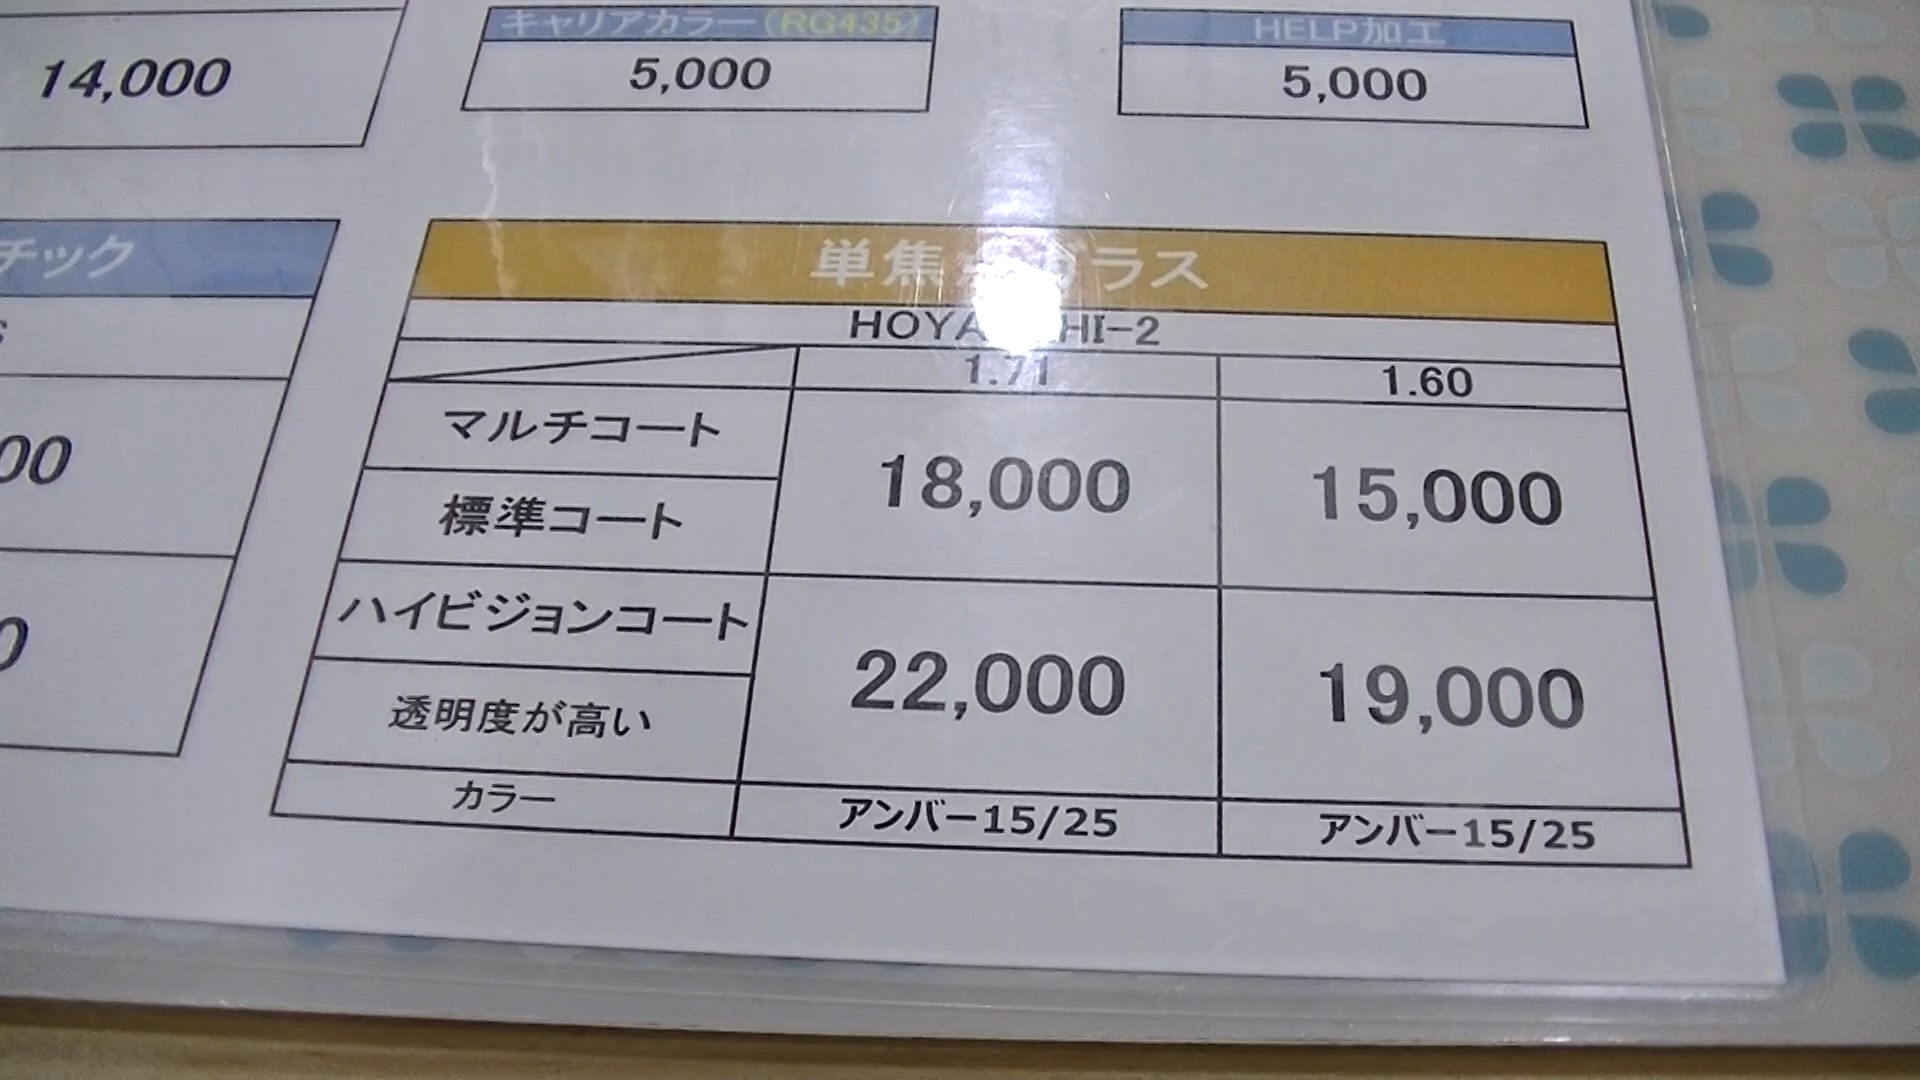 14,000
キャリアカラー(RG435)
5,000
HELP加工
5,000
チック
00
0
単焦点ガラス
HOYA HI-2
1.71 1.60
マルチコート
標準コート
18,000 15,000
ハイビジョンコート
透明度が高い
22,000 19,000
カラー アンバー15/25 アンバー15/25